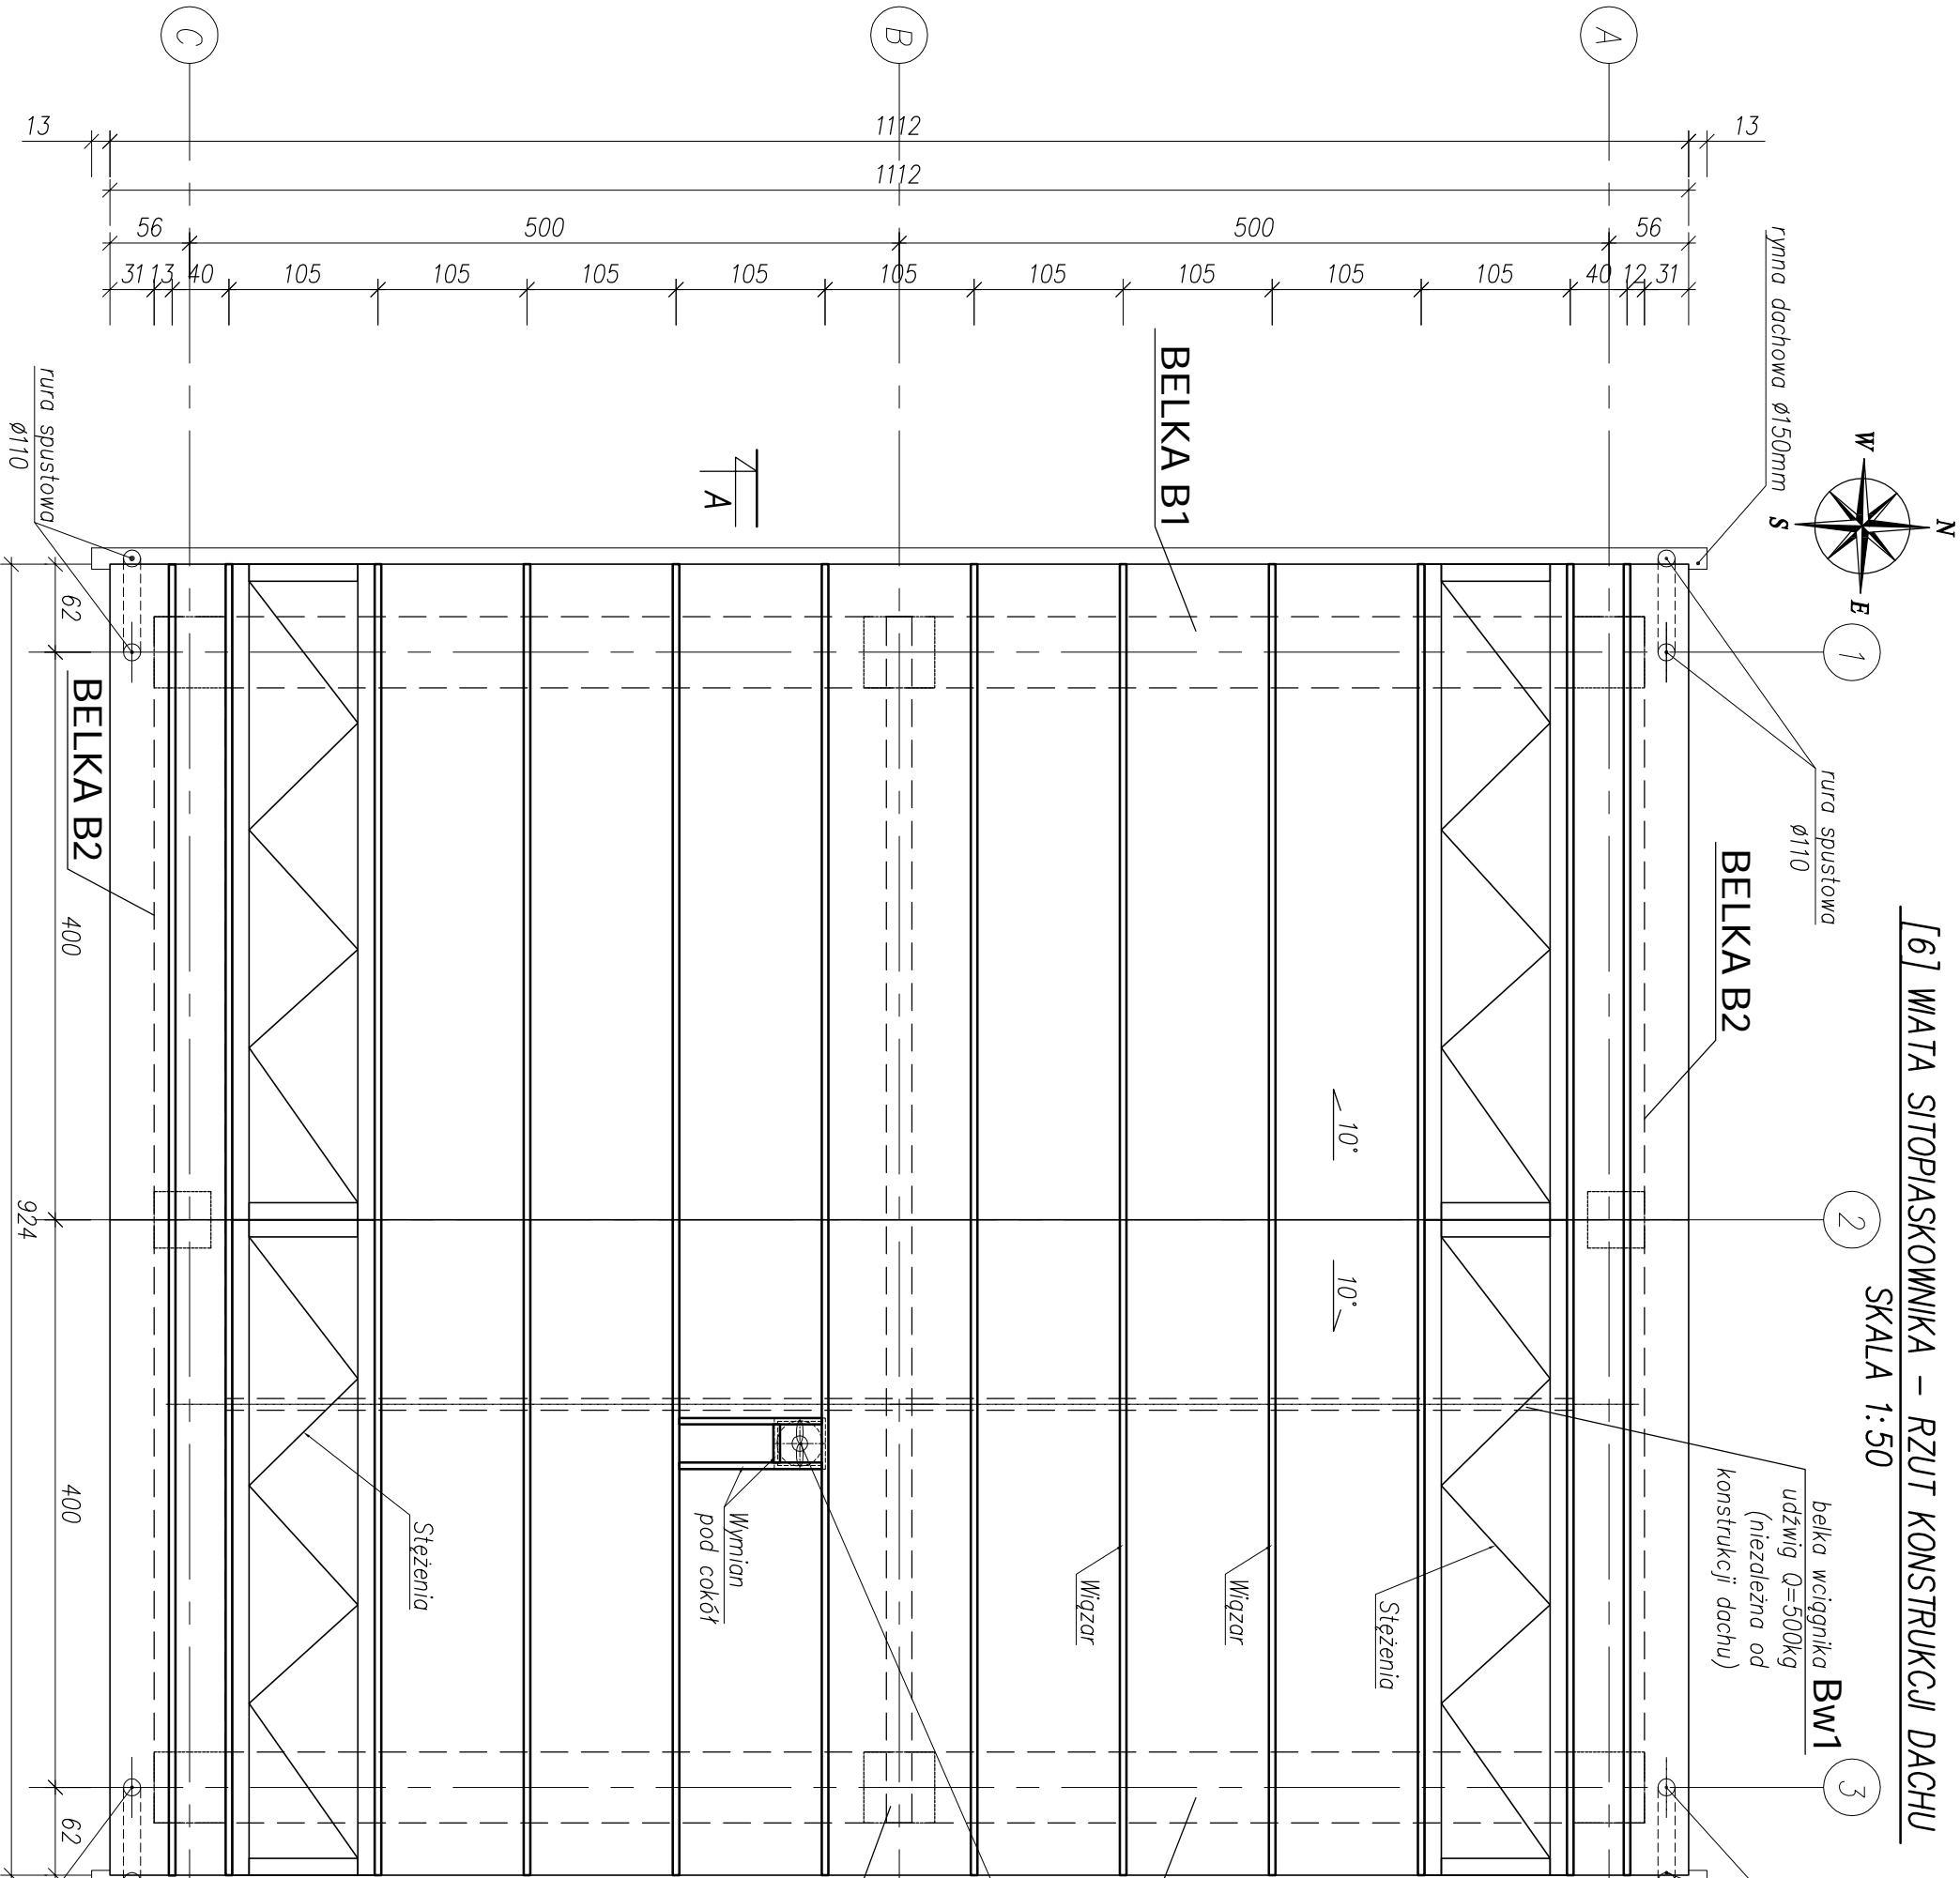 [6] WIATA SITOPIASKOWNIKA – RZUT KONSTRUKCJI DACHU
SKALA 1:50
C
B
A
13
1112
13
1112
56
500
500
56
31
13
40
105
105
105
105
105
105
105
105
105
40
12
31
rynna dachowa ø150mm
W
N
S
E
1
2
3
rura spustowa
ø110
rura spustowa
ø110
BELKA B1
BELKA B2
BELKA B2
A
62
400
400
62
924
10°
10°
belka wciągnika
udźwig Q=500kg
(niezależna od
konstrukcji dachu)
Bw1
Stężenia
Stężenia
Wiązar
Wiązar
Wymian
pod cokół